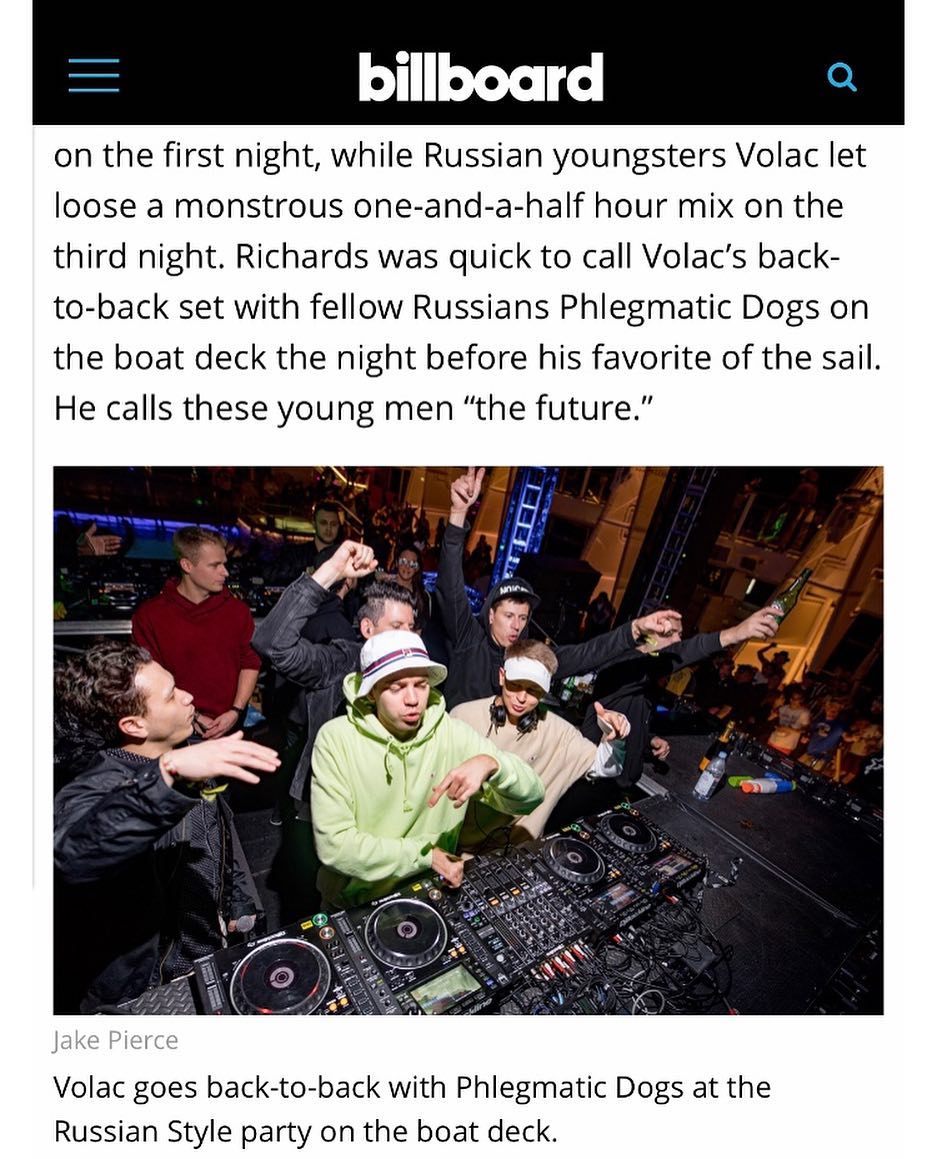 billboard
on the first night, while Russian youngsters Volac let
loose a monstrous one-and-a-half hour mix on the
third night. Richards was quick to call Volac’s back-
to-back set with fellow Russians Phlegmatic Dogs on
the boat deck the night before his favorite of the sail.
He calls these young men “the future.”
Jake Pierce
Volac goes back-to-back with Phlegmatic Dogs at the
Russian Style party on the boat deck.